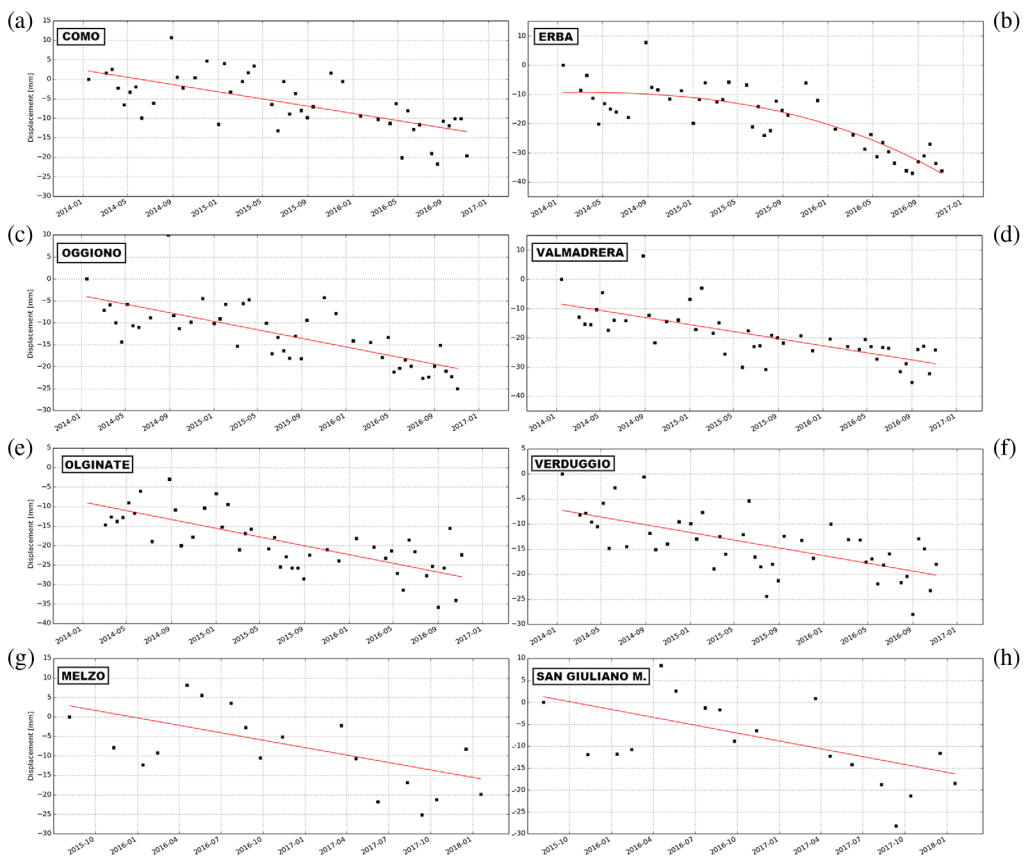 (a)
COMO
Displacement [mm]
15
10
5
0
−5
−10
−15
−20
−25
−30
2014-01 2014-05 2014-09 2015-01 2015-05 2015-09 2016-01 2016-05 2016-09 2017-01
(b)
ERBA
10
0
−10
−20
−30
−40
2014-01 2014-05 2014-09 2015-01 2015-05 2015-09 2016-01 2016-05 2016-09 2017-01
(c)
OGGIONO
Displacement [mm]
10
5
0
−5
−10
−15
−20
−25
−30
2014-01 2014-05 2014-09 2015-01 2015-05 2015-09 2016-01 2016-05 2016-09 2017-01
(d)
VALMADRERA
10
0
−10
−20
−30
−40
2014-01 2014-05 2014-09 2015-01 2015-05 2015-09 2016-01 2016-05 2016-09 2017-01
(e)
OLGINATE
Displacement [mm]
5
0
−5
−10
−15
−20
−25
−30
−35
−40
2014-01 2014-05 2014-09 2015-01 2015-05 2015-09 2016-01 2016-05 2016-09 2017-01
(f)
VERDUGGIO
5
0
−5
−10
−15
−20
−25
−30
2014-01 2014-05 2014-09 2015-01 2015-05 2015-09 2016-01 2016-05 2016-09 2017-01
(g)
MELZO
Displacement [mm]
15
10
5
0
−5
−10
−15
−20
−25
−30
2015-10 2016-01 2016-04 2016-07 2016-10 2017-01 2017-04 2017-07 2017-10 2018-01
(h)
SAN GIULIANO M.
10
5
0
−5
−10
−15
−20
−25
−30
2015-10 2016-01 2016-04 2016-07 2016-10 2017-01 2017-04 2017-07 2017-10 2018-01